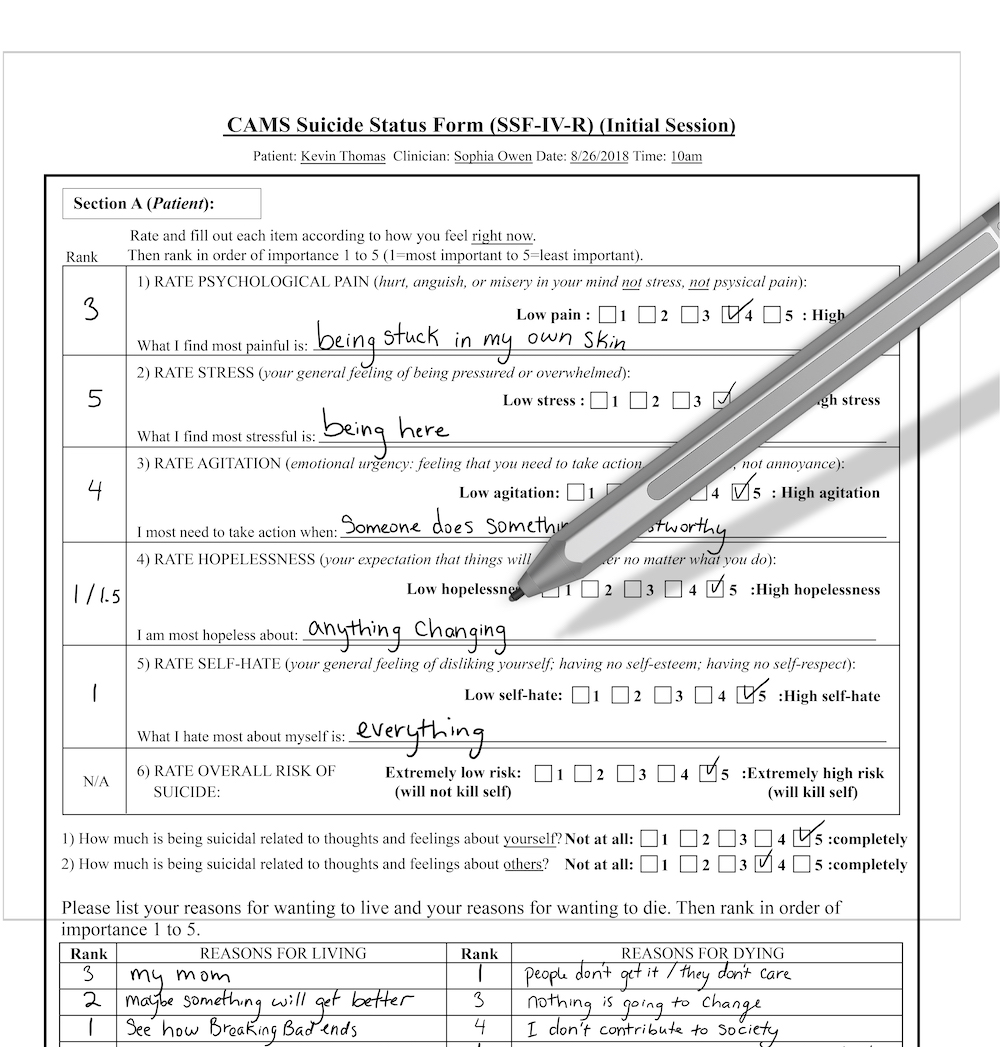 CAMS Suicide Status Form (SSF-IV-R) (Initial Session)
Patient: Kevin Thomas Clinician: Sophia Owen Date: 8/26/2018 Time: 10am
Section A (Patient):
Rate and fill out each item according to how you feel right now.
Rank Then rank in order of importance 1 to 5 (1=most important to 5=least important).
1) RATE PSYCHOLOGICAL PAIN (hurt, anguish, or misery in your mind not stress, not psysical pain):
3
Low pain : 1 2 3 4 5 : High
What I find most painful is: being stuck in my own skin
2) RATE STRESS (your general feeling of being pressured or overwhelmed):
5
Low stress : 1 2 3 stress
What I find most stressful is: being here
3) RATE AGITATION (emotional urgency: feeling that you need to take action not annoyance):
4
Low agitation: 1 4 5 : High agitation
I most need to take action when: Someone does
4) RATE HOPELESSNESS (your expectation that things will no matter what you do):
1/1.5
Low 1 2 3 4 5 :High hopelessness
I am most hopeless about: anything Changing
5) RATE SELF-HATE (your general feeling of disliking yourself; having no self-esteem; having no self-respect):
1
Low self-hate: 1 2 3 4 5 :High self-hate
What I hate most about myself is: everything
N/A
6) RATE OVERALL RISK OF Extremely low risk: 1 2 3 4 5 :Extremely high risk
SUICIDE: (will not kill self) (will kill self)
1) How much is being suicidal related to thoughts and feelings about yourself? Not at all: 1 2 3 4 5 :completely
2) How much is being suicidal related to thoughts and feelings about others? Not at all: 1 2 3 4 5 :completely
Please list your reasons for wanting to live and your reasons for wanting to die. Then rank in order of
importance 1 to 5.
Rank REASONS FOR LIVING Rank REASONS FOR DYING
3 my mom 1 people don't get it / they don't care
2 maybe something will get better 3 nothing is going to change
1 See how Breaking Bad ends 4 I don't contribute to society